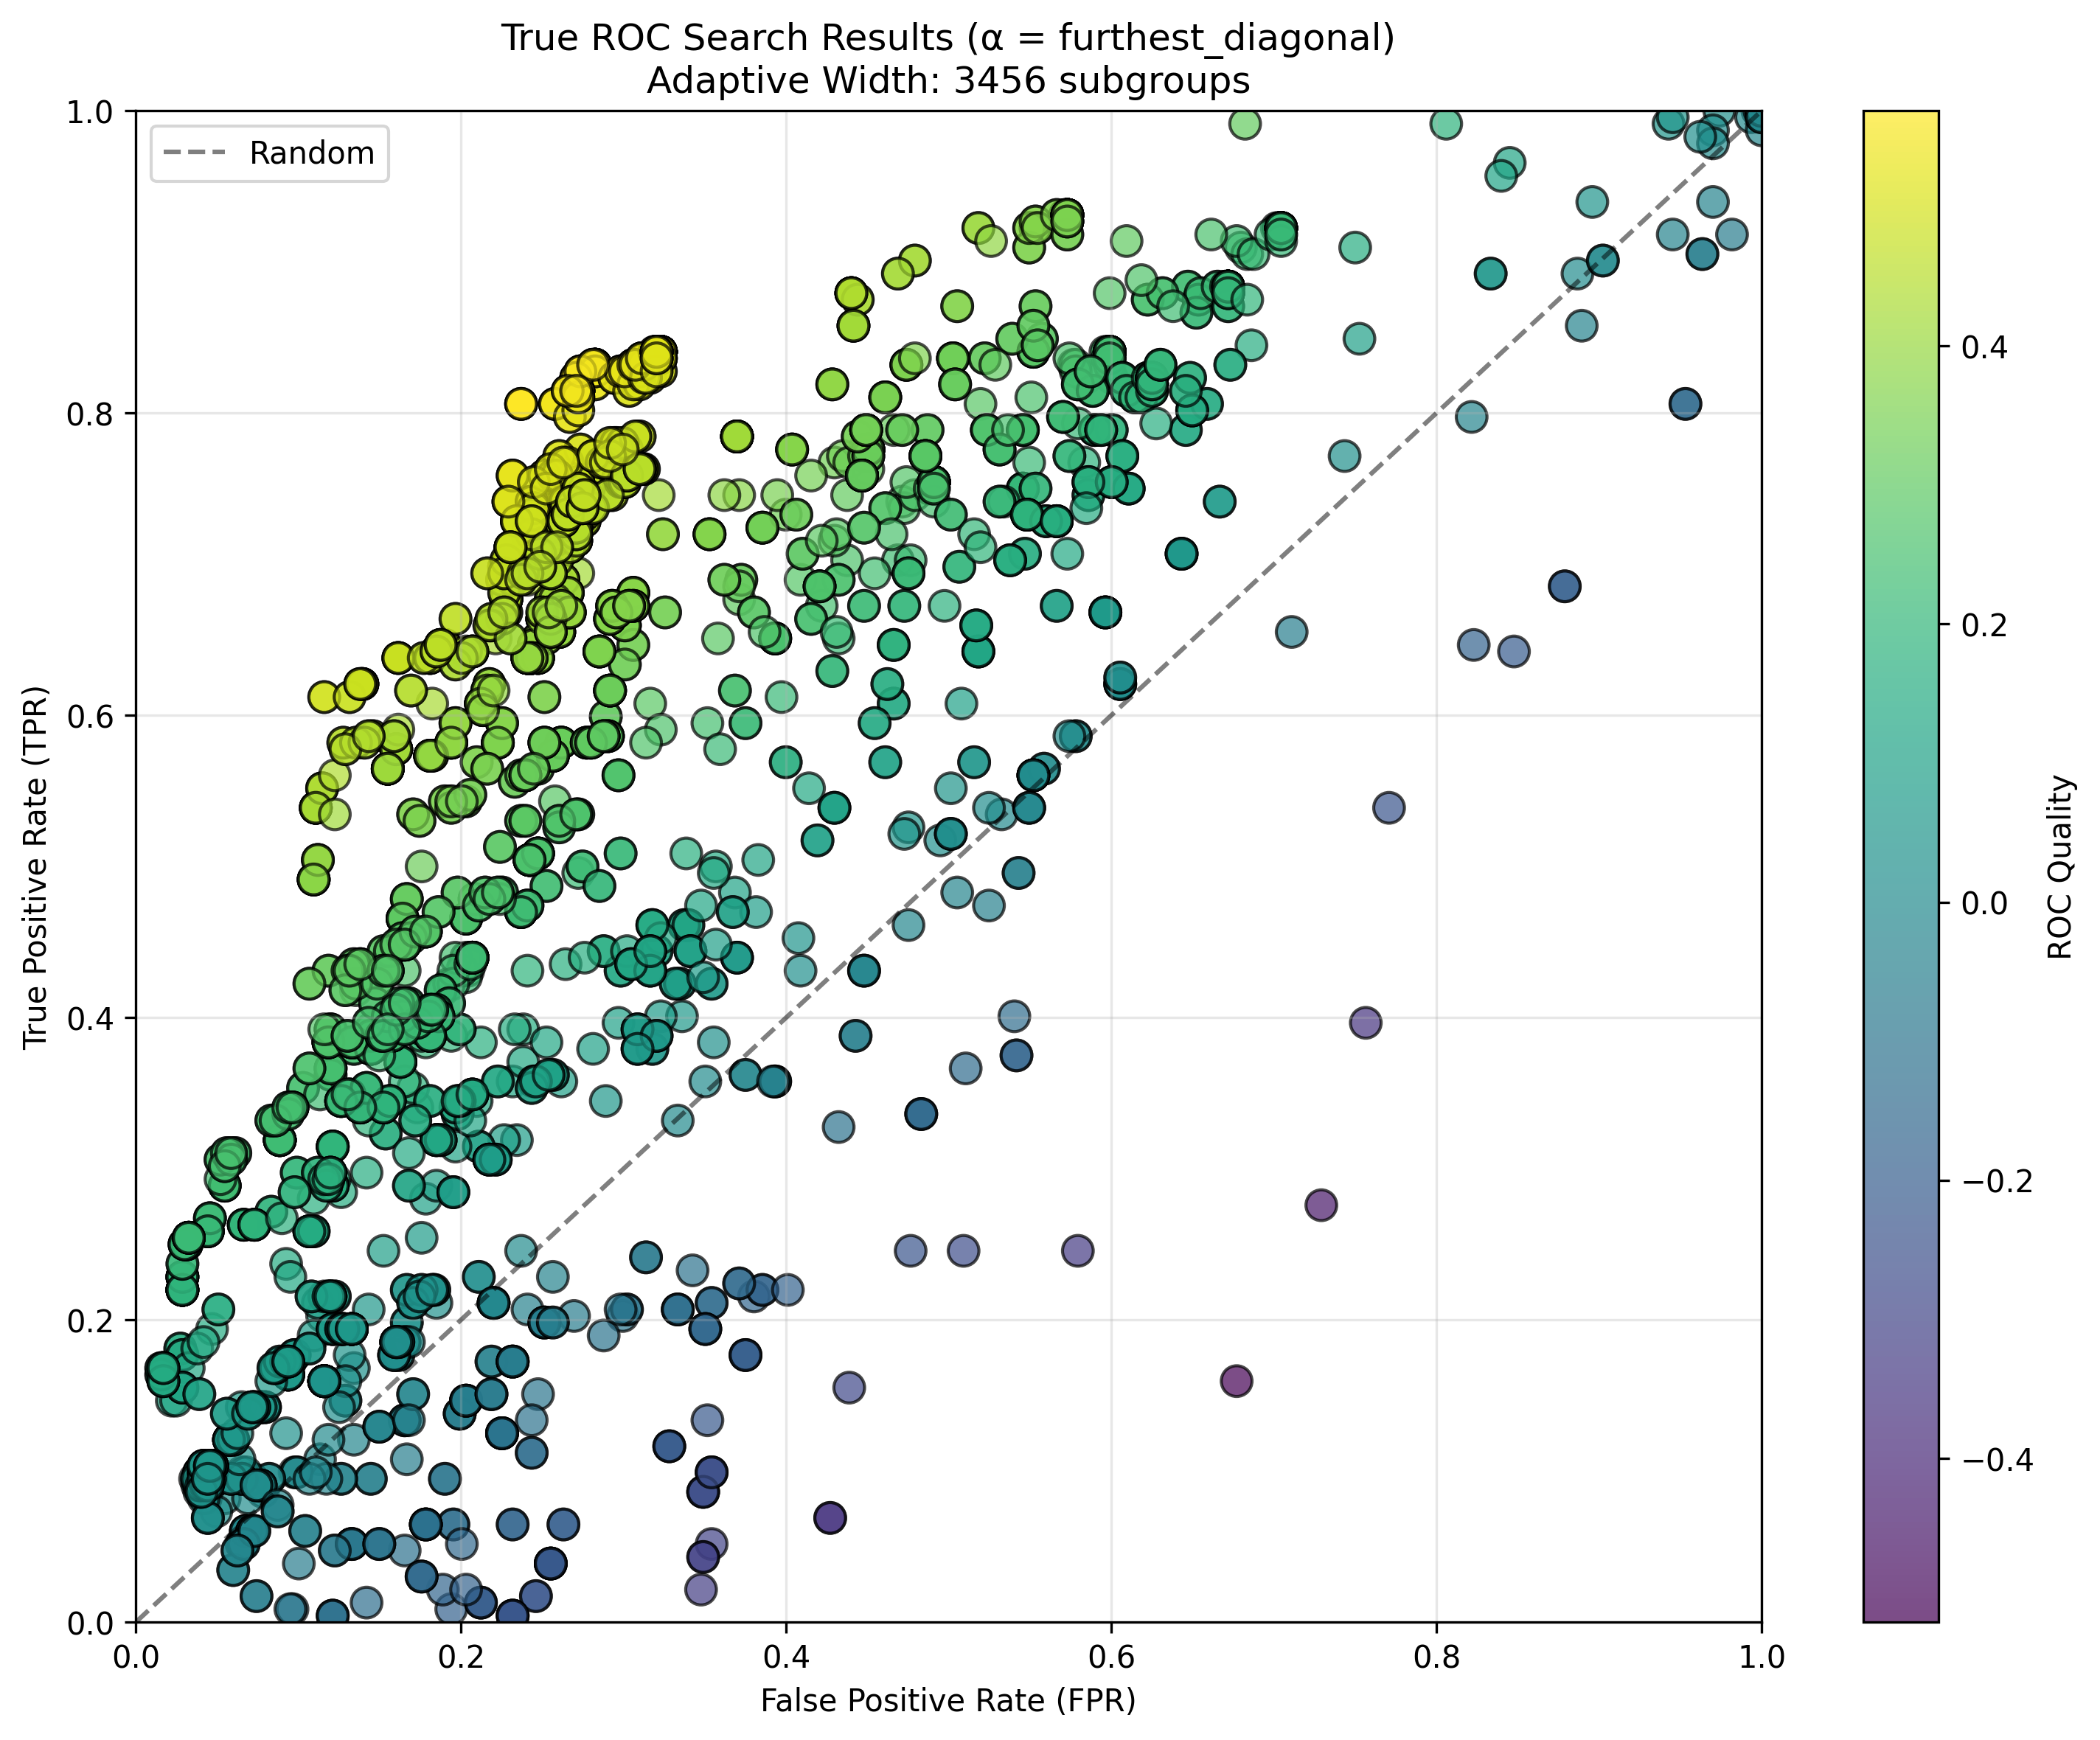 True ROC Search Results (α = furthest_diagonal)
Adaptive Width: 3456 subgroups
Random
1.0
0.8
0.6
0.4
0.2
0.0
True Positive Rate (TPR)
0.0
0.2
0.4
0.6
0.8
1.0
False Positive Rate (FPR)
0.4
0.2
0.0
−0.2
−0.4
ROC Quality